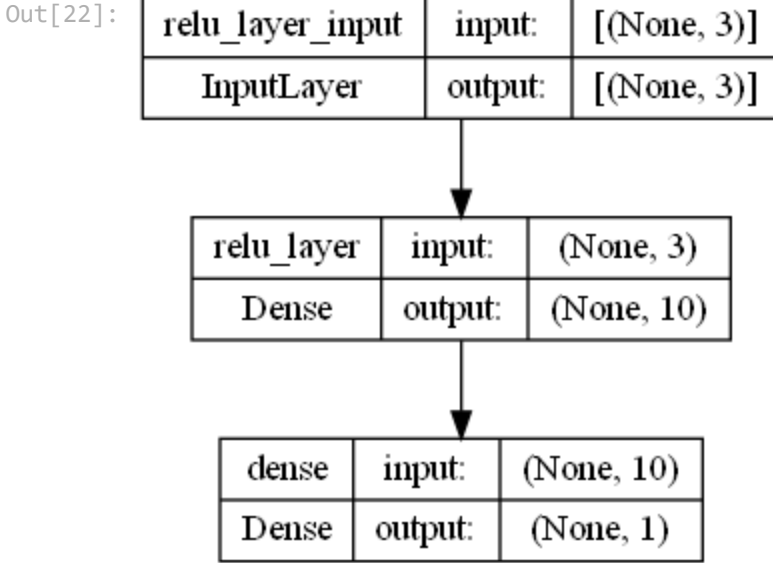 Out[22]:
relu_layer_input input: [(None, 3)]
InputLayer output: [(None, 3)]
relu_layer input: (None, 3)
Dense output: (None, 10)
dense input: (None, 10)
Dense output: (None, 1)